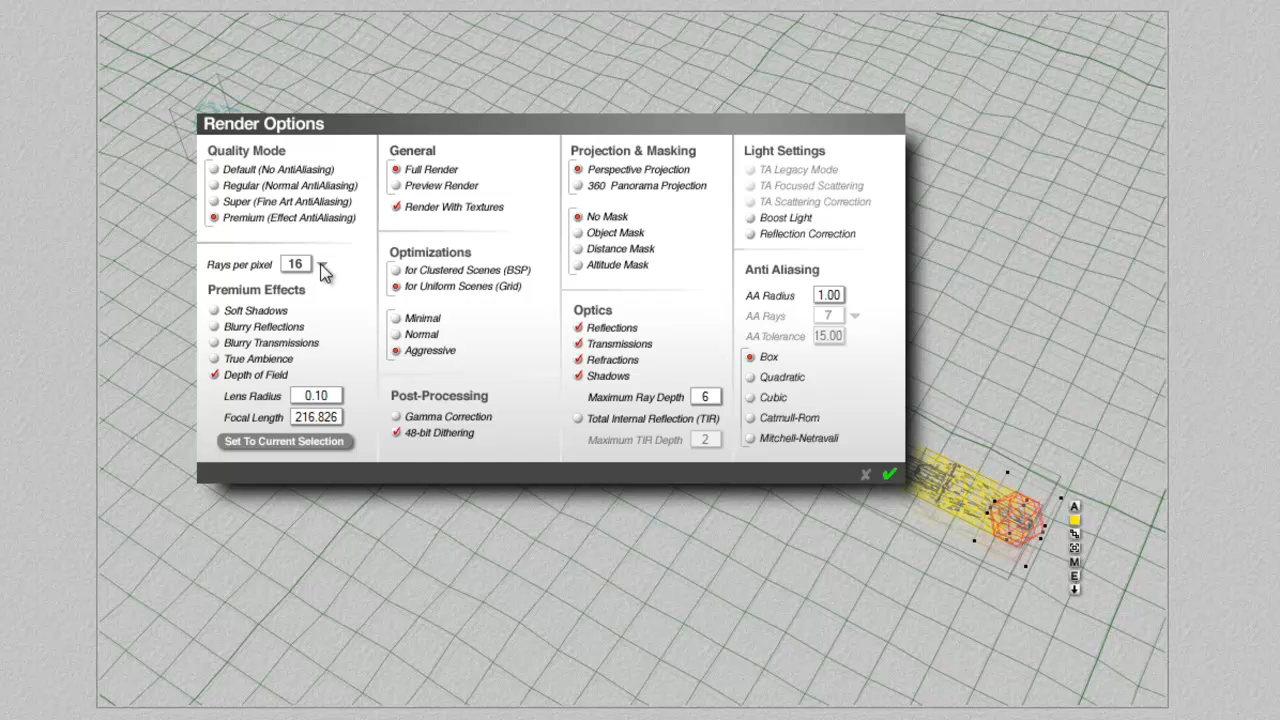 Render Options
Quality Mode
Default (No AntiAliasing)
Regular (Normal AntiAliasing)
Super (Fine Art AntiAliasing)
Premium (Effect AntiAliasing)
Rays per pixel 16
Premium Effects
Soft Shadows
Blurry Reflections
Blurry Transmissions
True Ambience
Depth of Field
Lens Radius 0.10
Focal Length 216.826
Set To Current Selection
General
Full Render
Preview Render
Render With Textures
Optimizations
for Clustered Scenes (BSP)
for Uniform Scenes (Grid)
Minimal
Normal
Aggressive
Post-Processing
Gamma Correction
48-bit Dithering
Projection & Masking
Perspective Projection
360 Panorama Projection
No Mask
Object Mask
Distance Mask
Altitude Mask
Optics
Reflections
Transmissions
Refractions
Shadows
Maximum Ray Depth 6
Total Internal Reflection (TIR)
Maximum TIR Depth 2
Light Settings
TA Legacy Mode
TA Focused Scattering
TA Scattering Correction
Boost Light
Reflection Correction
Anti Aliasing
AA Radius 1.00
AA Rays 7
AA Tolerance 15.00
Box
Quadratic
Cubic
Catmull-Rom
Mitchell-Netravali
A
M
E